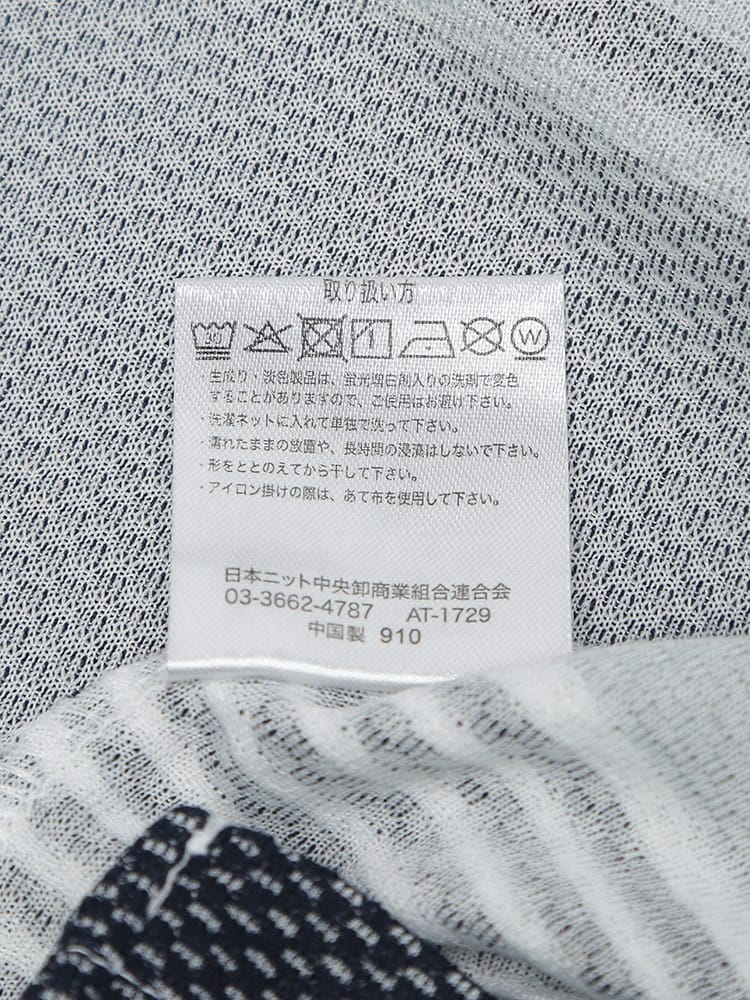 取り扱い方
30 W
・生成り・淡色製品は、蛍光増白剤入りの洗剤で変色
することがありますので、ご使用はお避け下さい。
・洗濯ネットに入れて単独で洗って下さい。
・濡れたままの放置や、長時間の浸漬はしないで下さい。
・形をととのえてから干して下さい。
・アイロン掛けの際は、あて布を使用して下さい。
日本ニット中央卸商業組合連合会
03-3662-4787 AT-1729
中国製 910